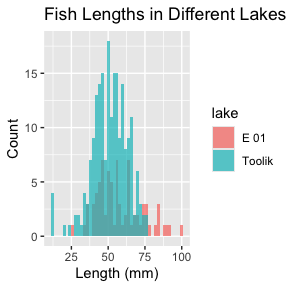 Fish Lengths in Different Lakes
15
10
5
0
Count
25 50 75 100
Length (mm)
lake
E 01
Toolik